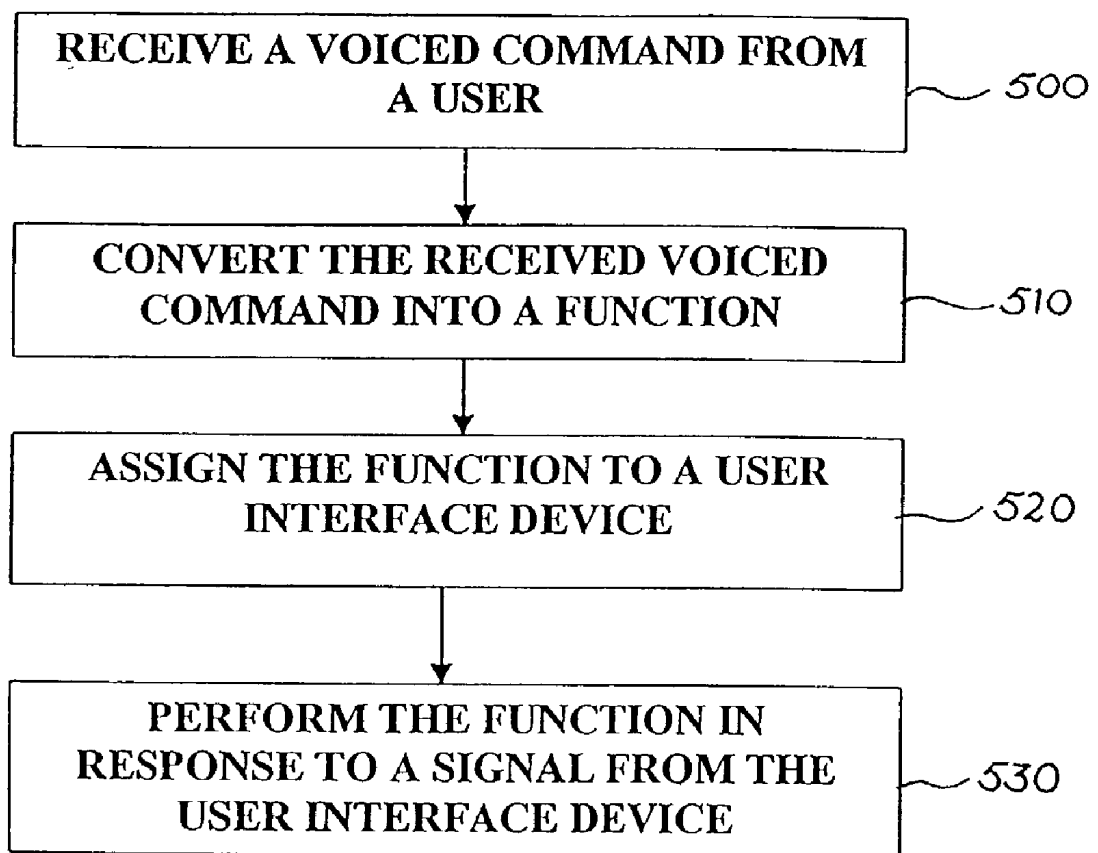 RECEIVE A VOICED COMMAND FROM
A USER
500
CONVERT THE RECEIVED VOICED
COMMAND INTO A FUNCTION
510
ASSIGN THE FUNCTION TO A USER
INTERFACE DEVICE
520
PERFORM THE FUNCTION IN
RESPONSE TO A SIGNAL FROM THE
USER INTERFACE DEVICE
530